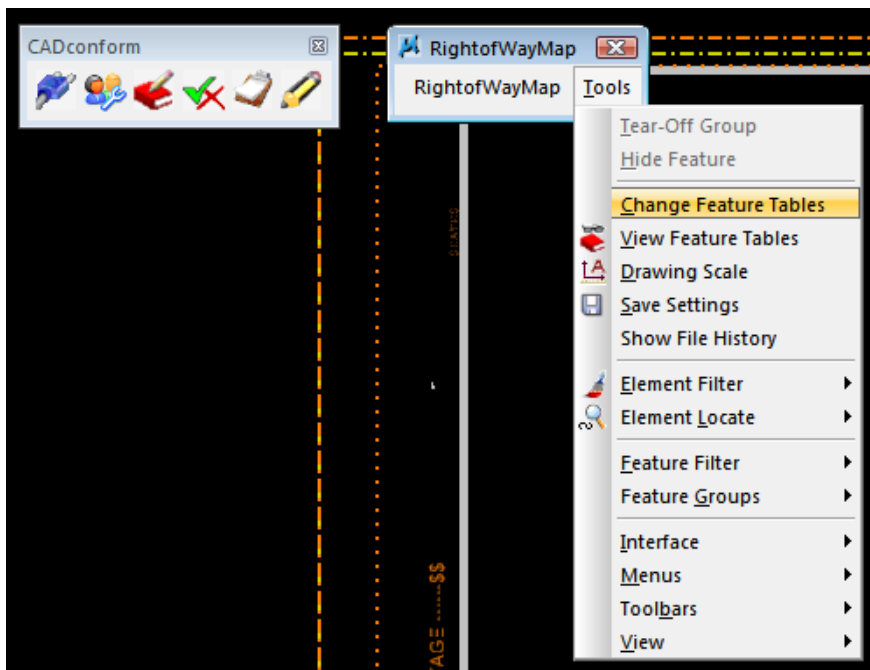 CADconform
RightofWayMap
RightofWayMap Tools
Tear-Off Group
Hide Feature
Change Feature Tables
View Feature Tables
Drawing Scale
Save Settings
Show File History
Element Filter
Element Locate
Feature Filter
Feature Groups
Interface
Menus
Toolbars
View